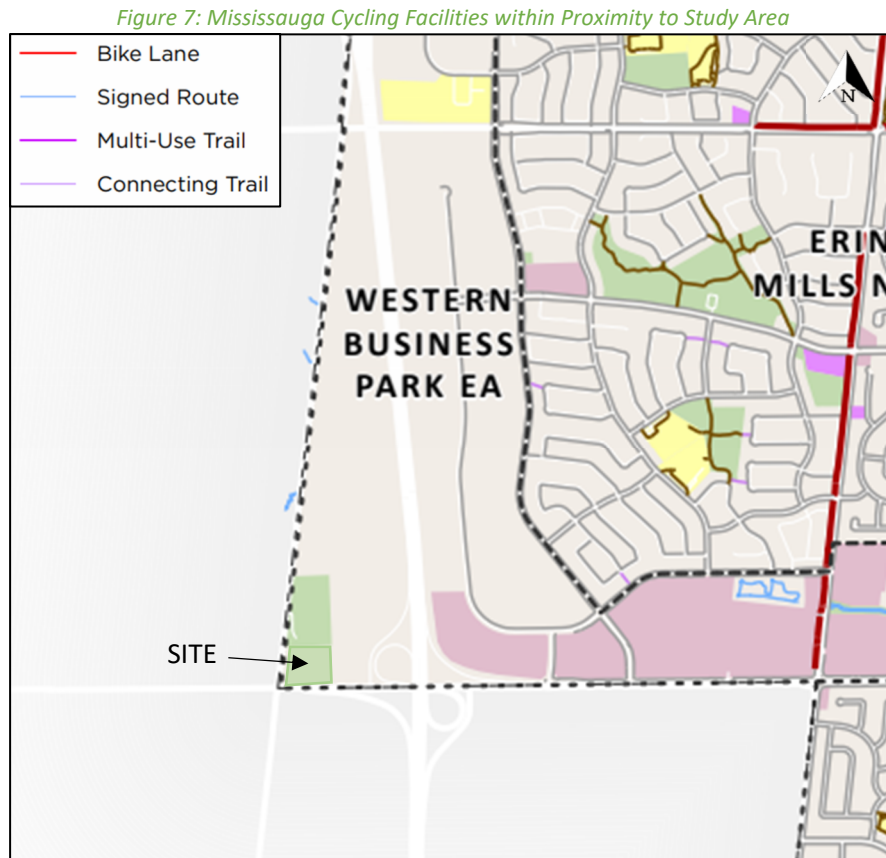 Figure 7: Mississauga Cycling Facilities within Proximity to Study Area
Bike Lane
Signed Route
Multi-Use Trail
Connecting Trail
N
ERIN
MILLS N
WESTERN
BUSINESS
PARK EA
SITE